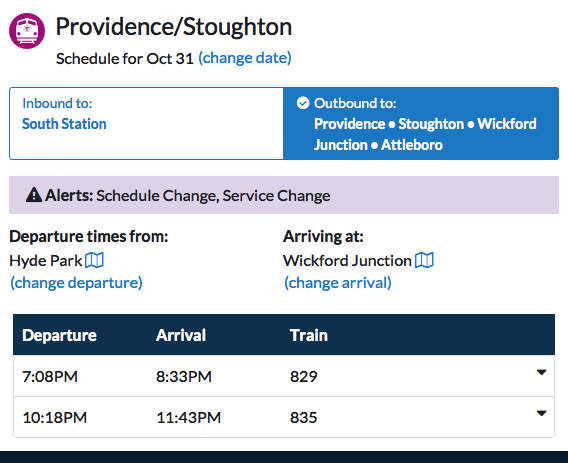 Providence/Stoughton
Schedule for Oct 31 (change date)
Inbound to:
South Station
Outbound to:
Providence • Stoughton • Wickford
Junction • Attleboro
Alerts: Schedule Change, Service Change
Departure times from:
Hyde Park
(change departure)
Arriving at:
Wickford Junction
(change arrival)
Departure Arrival Train
7:08PM 8:33PM 829
10:18PM 11:43PM 835